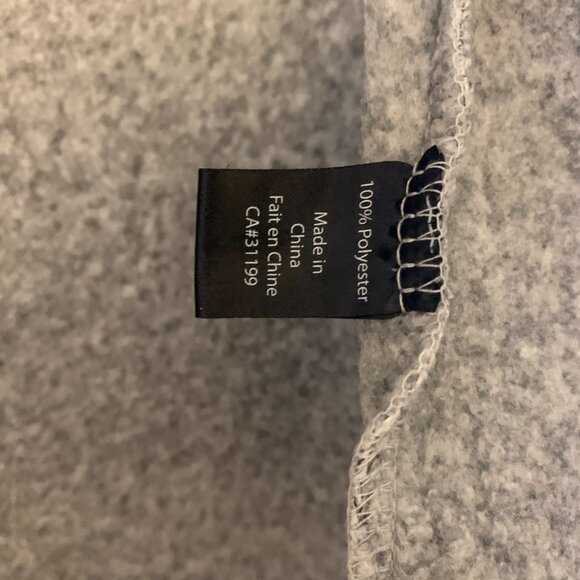 100% Polyester
Made in
China
Fait en Chine
CA#31199